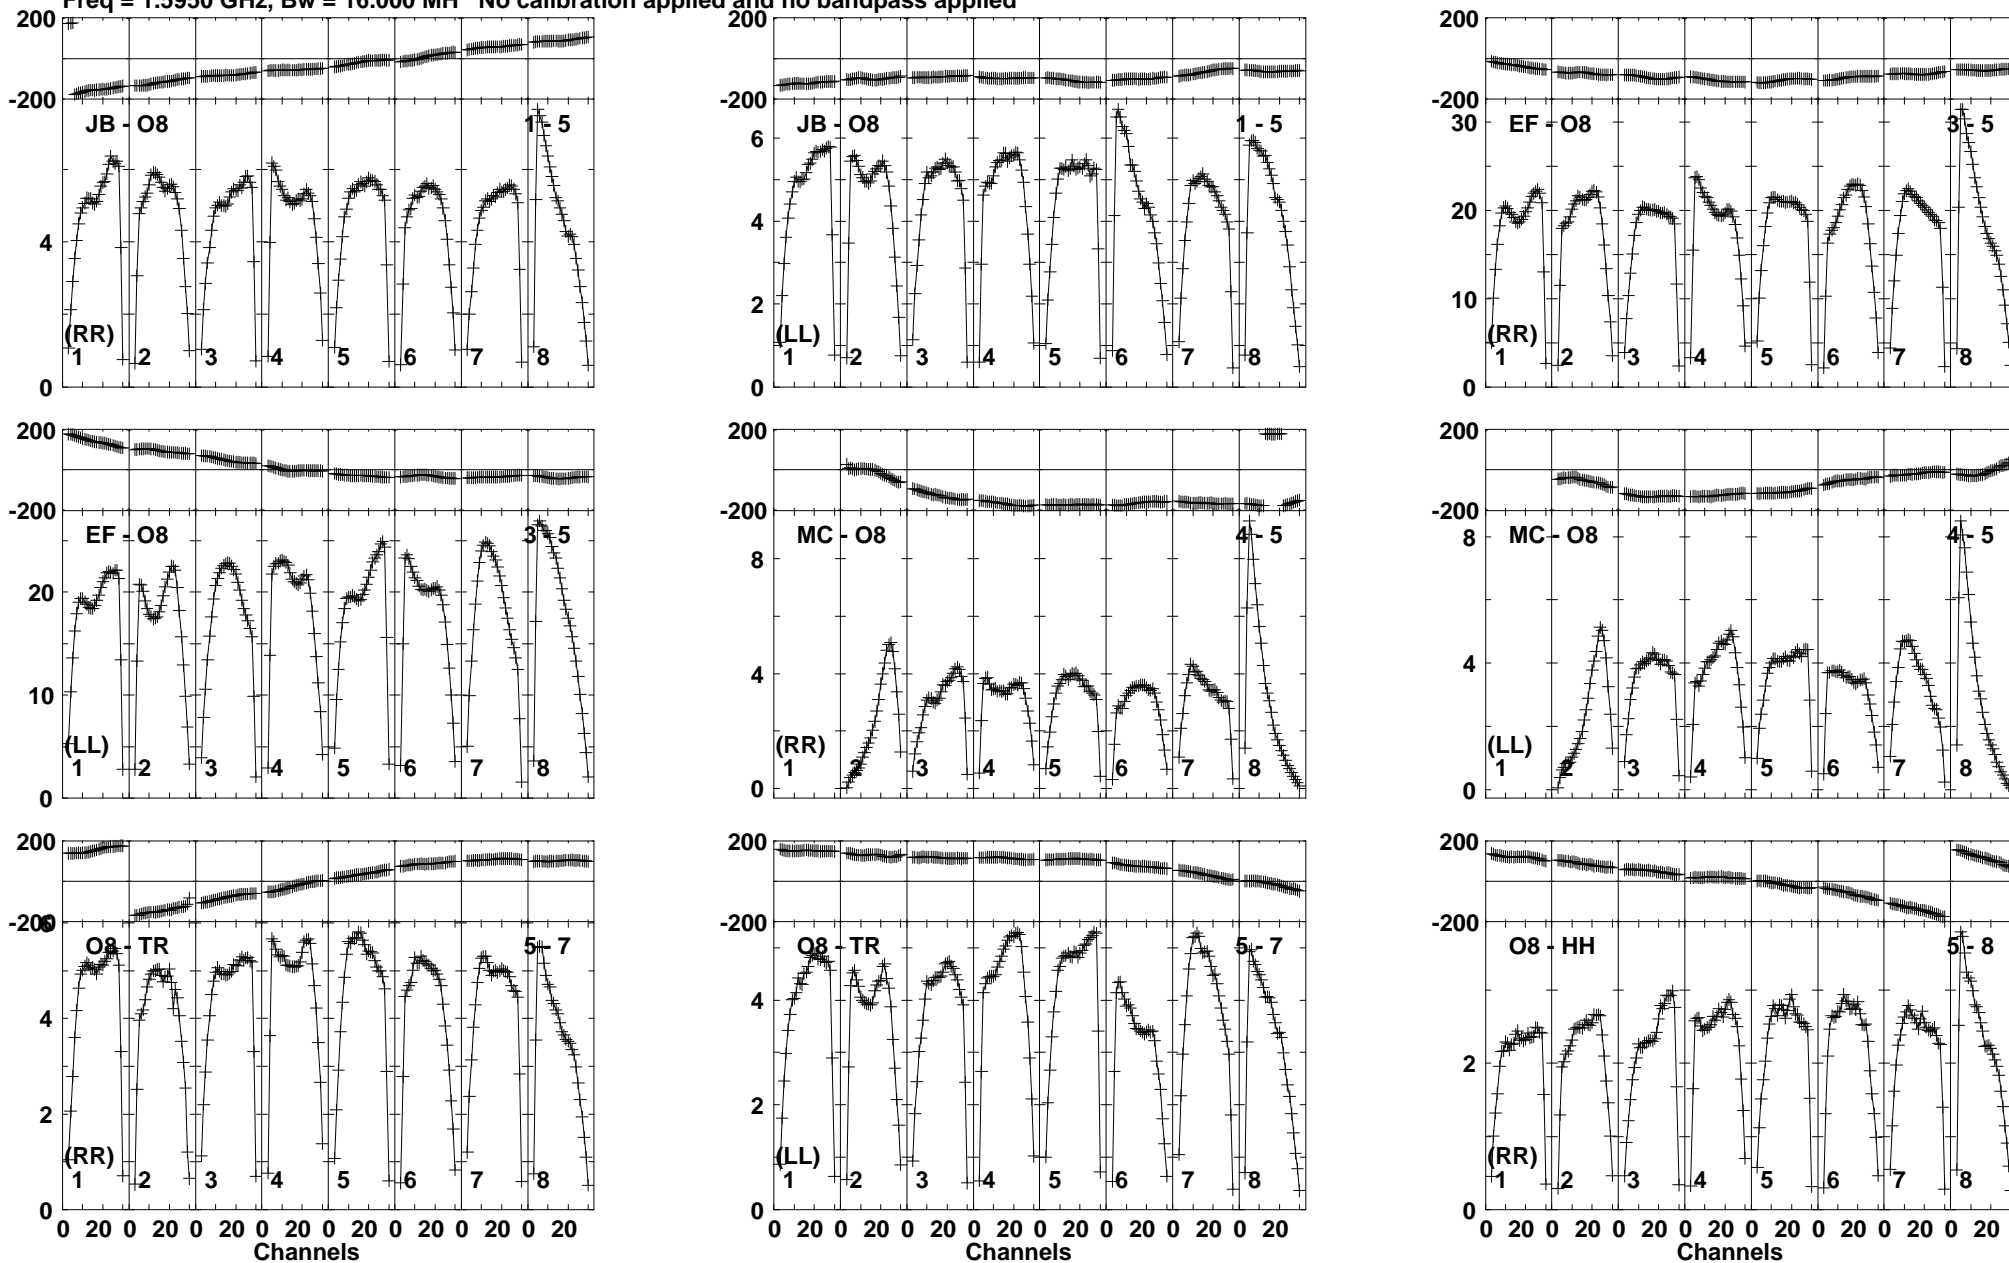 Freq = 1.5950 GHz, Bw = 16.000 MH No calibration applied and no bandpass applied
200 200 200
-200 -200 -200
JB - O8 1 - 5 JB - O8 1 - 5 EF - O8 3 - 5
4 0
6 4 2 0
30 20 10 0
(RR) (LL) (RR)
1 2 3 4 5 6 7 8 1 2 3 4 5 6 7 8 1 2 3 4 5 6 7 8
200 200 200
-200 -200 -200
EF - O8 3 - 5 MC - O8 4 - 5 MC - O8 4 - 5
20 10 0
8 4 0
8 4 0
(LL) (RR) (LL)
1 2 3 4 5 6 7 8 1 2 3 4 5 6 7 8 1 2 3 4 5 6 7 8
200 200 200
-200 -200 -200
O8 - TR 5 - 7 O8 - TR 5 - 7 O8 - HH 5 - 8
6 4 2 0
4 2 0
2 0
(RR) (LL) (RR)
1 2 3 4 5 6 7 8 1 2 3 4 5 6 7 8 1 2 3 4 5 6 7 8
0 20 0 20 0 20 0 20 0 20 0 20 0 20 0 20 0 20 0 20 0 20 0 20 0 20 0 20 0 20 0 20 0 20 0 20 0 20 0 20 0 20 0 20 0 20 0 20
Channels Channels Channels